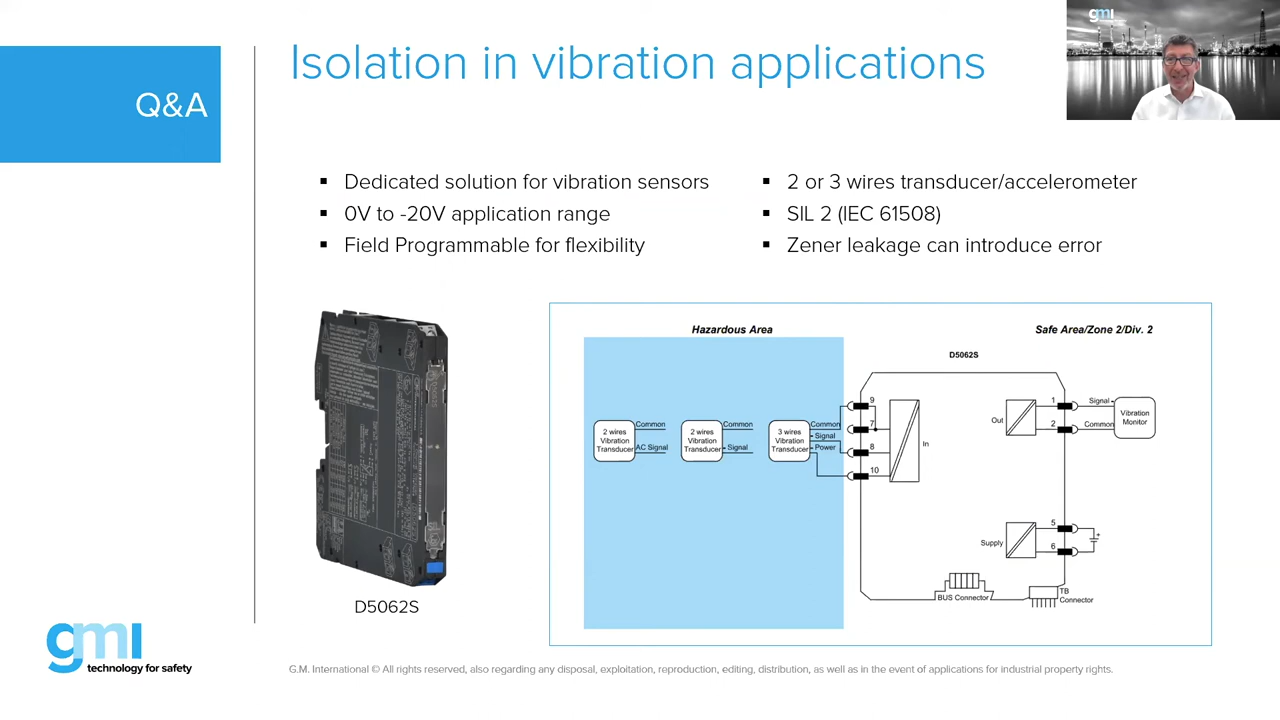 Isolation in vibration applications
gmi
Q&A
Dedicated solution for vibration sensors
0V to -20V application range
Field Programmable for flexibility
2 or 3 wires transducer/accelerometer
SIL 2 (IEC 61508)
Zener leakage can introduce error
Hazardous Area
Safe Area/Zone 2/Div. 2
D5062S
2 wires
Vibration
Transducer
Common
AC Signal
2 wires
Vibration
Transducer
Common
- Signal
3 wires
Vibration
Transducer
Common
- Signal
- Power
9
7
8
10
In
Out
1
2
Signal -
Common
Vibration
Monitor
Supply
5
6
+
BUS Connector
TB
Connector
D5062S
gmi
technology for safety
G.M. International © All rights reserved, also regarding any disposal, exploitation, reproduction, editing, distribution, as well as in the event of applications for industrial property rights.